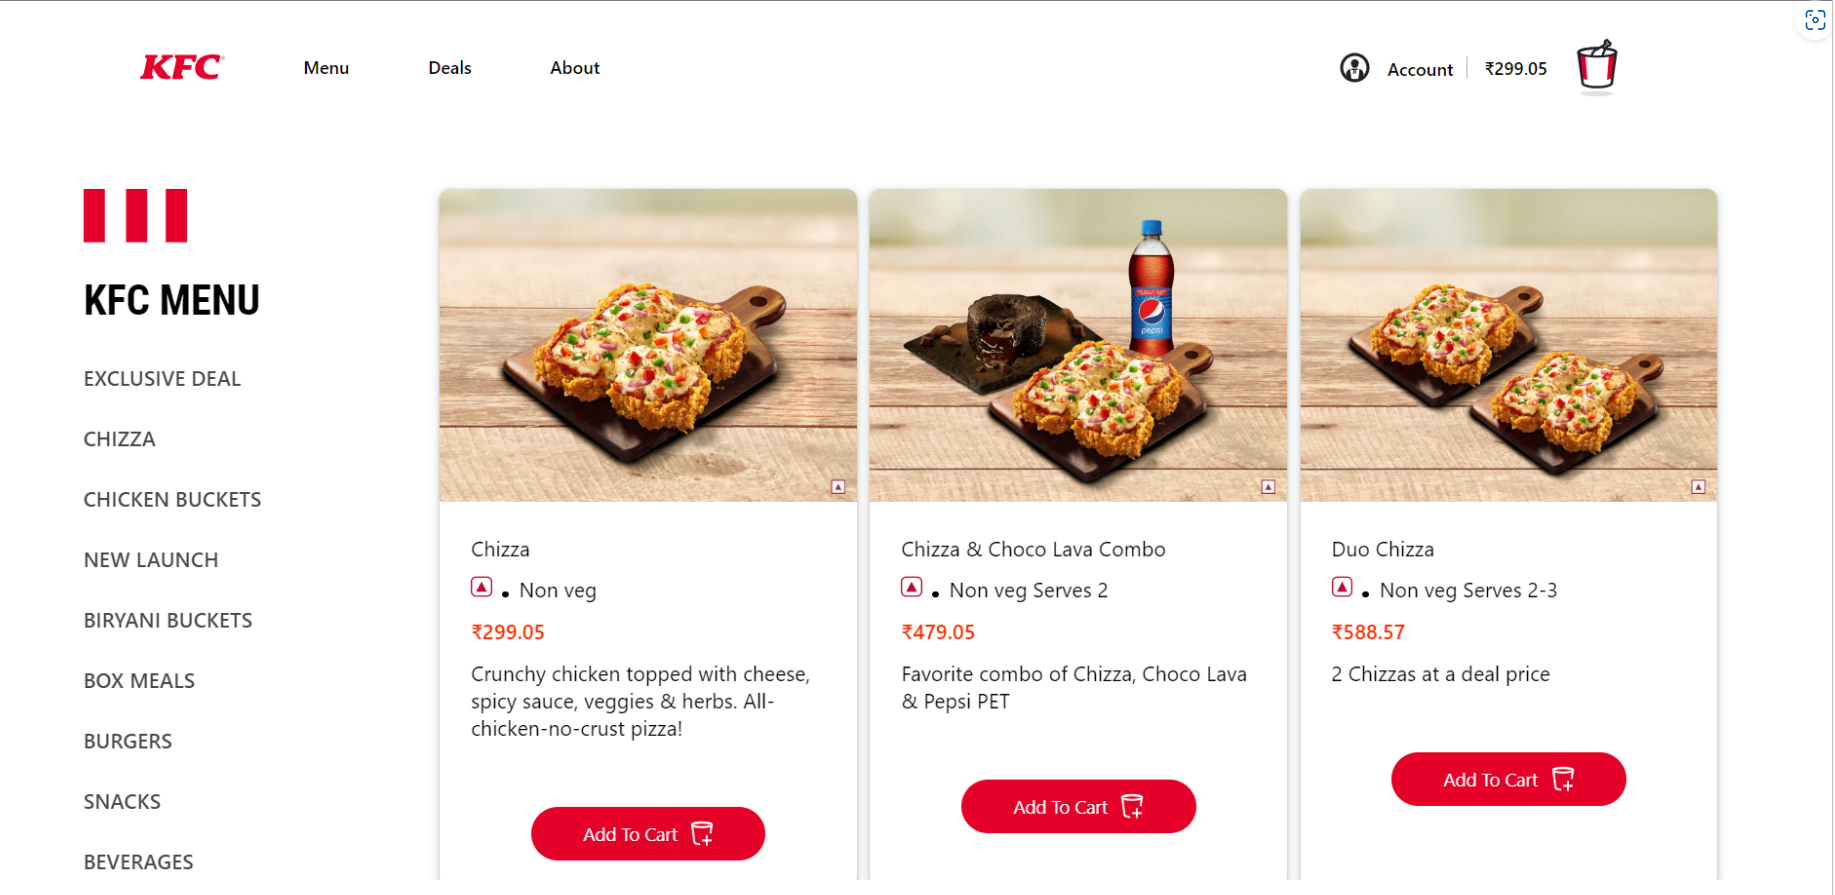 KFC
Menu
Deals
About
Account
₹299.05
KFC MENU
EXCLUSIVE DEAL
CHIZZA
CHICKEN BUCKETS
NEW LAUNCH
BIRYANI BUCKETS
BOX MEALS
BURGERS
SNACKS
BEVERAGES
Chizza
Non veg
₹299.05
Crunchy chicken topped with cheese,
spicy sauce, veggies & herbs. All-
chicken-no-crust pizza!
Add To Cart
pepsi
Chizza & Choco Lava Combo
Non veg Serves 2
₹479.05
Favorite combo of Chizza, Choco Lava
& Pepsi PET
Add To Cart
Duo Chizza
Non veg Serves 2-3
₹588.57
2 Chizzas at a deal price
Add To Cart